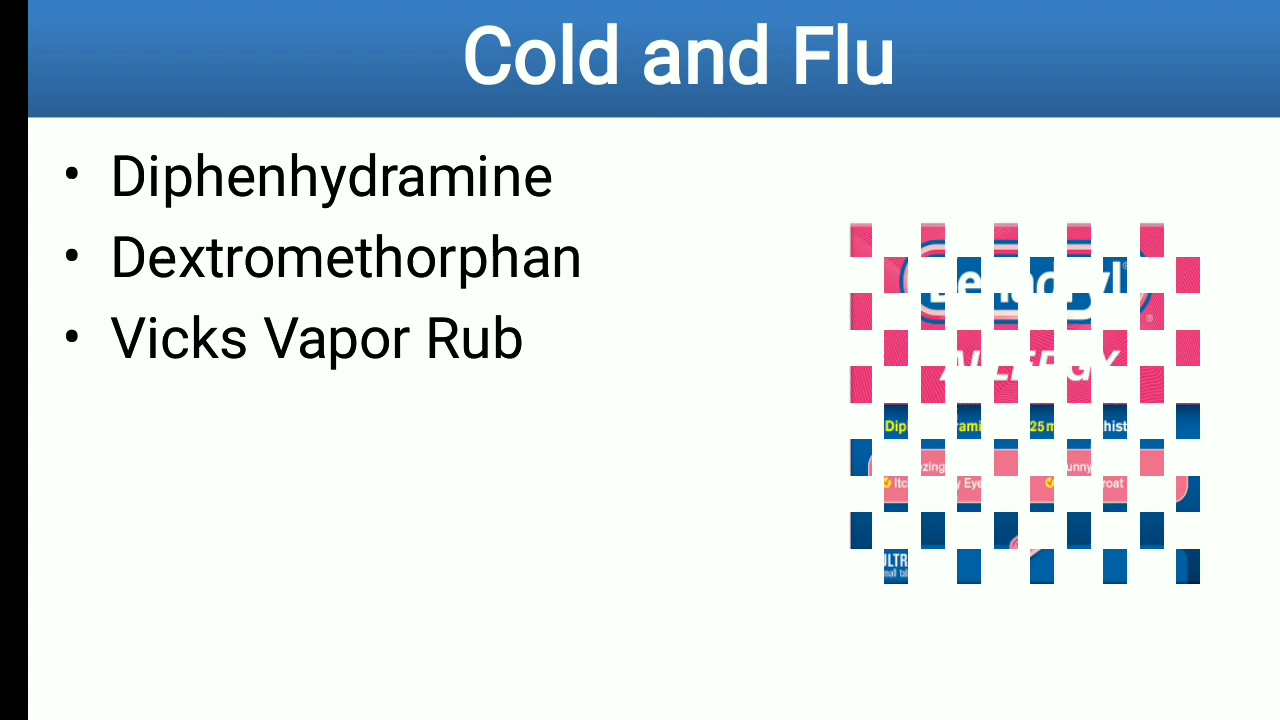 Cold and Flu
• Diphenhydramine
• Dextromethorphan
• Vicks Vapor Rub